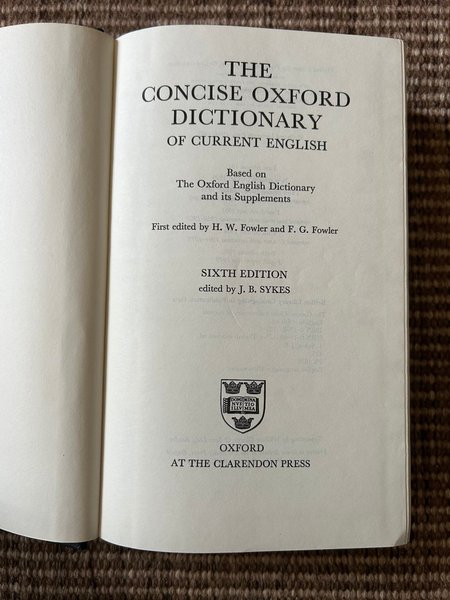 THE
CONCISE OXFORD
DICTIONARY
OF CURRENT ENGLISH
Based on
The Oxford English Dictionary
and its Supplements
First edited by H. W. Fowler and F. G. Fowler
SIXTH EDITION
edited by J. B. SYKES
OXFORD
AT THE CLARENDON PRESS